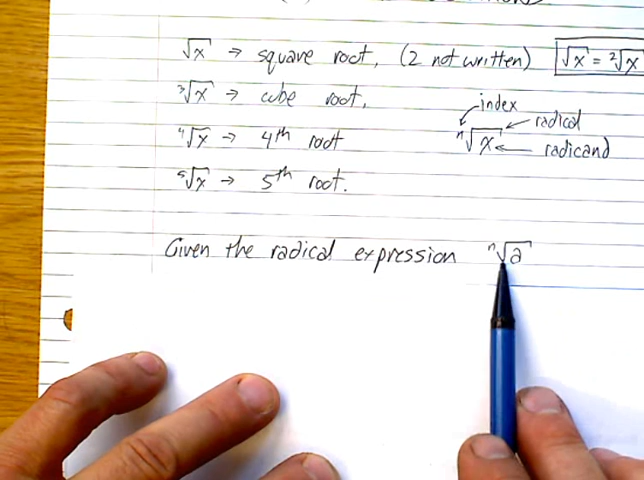 √x → square root, (2 not written) √x = ²√x
³√x → cube root,
index
⁴√x → 4th root ⁿ√x radical
radicand
⁵√x → 5th root.
Given the radical expression ⁿ√a